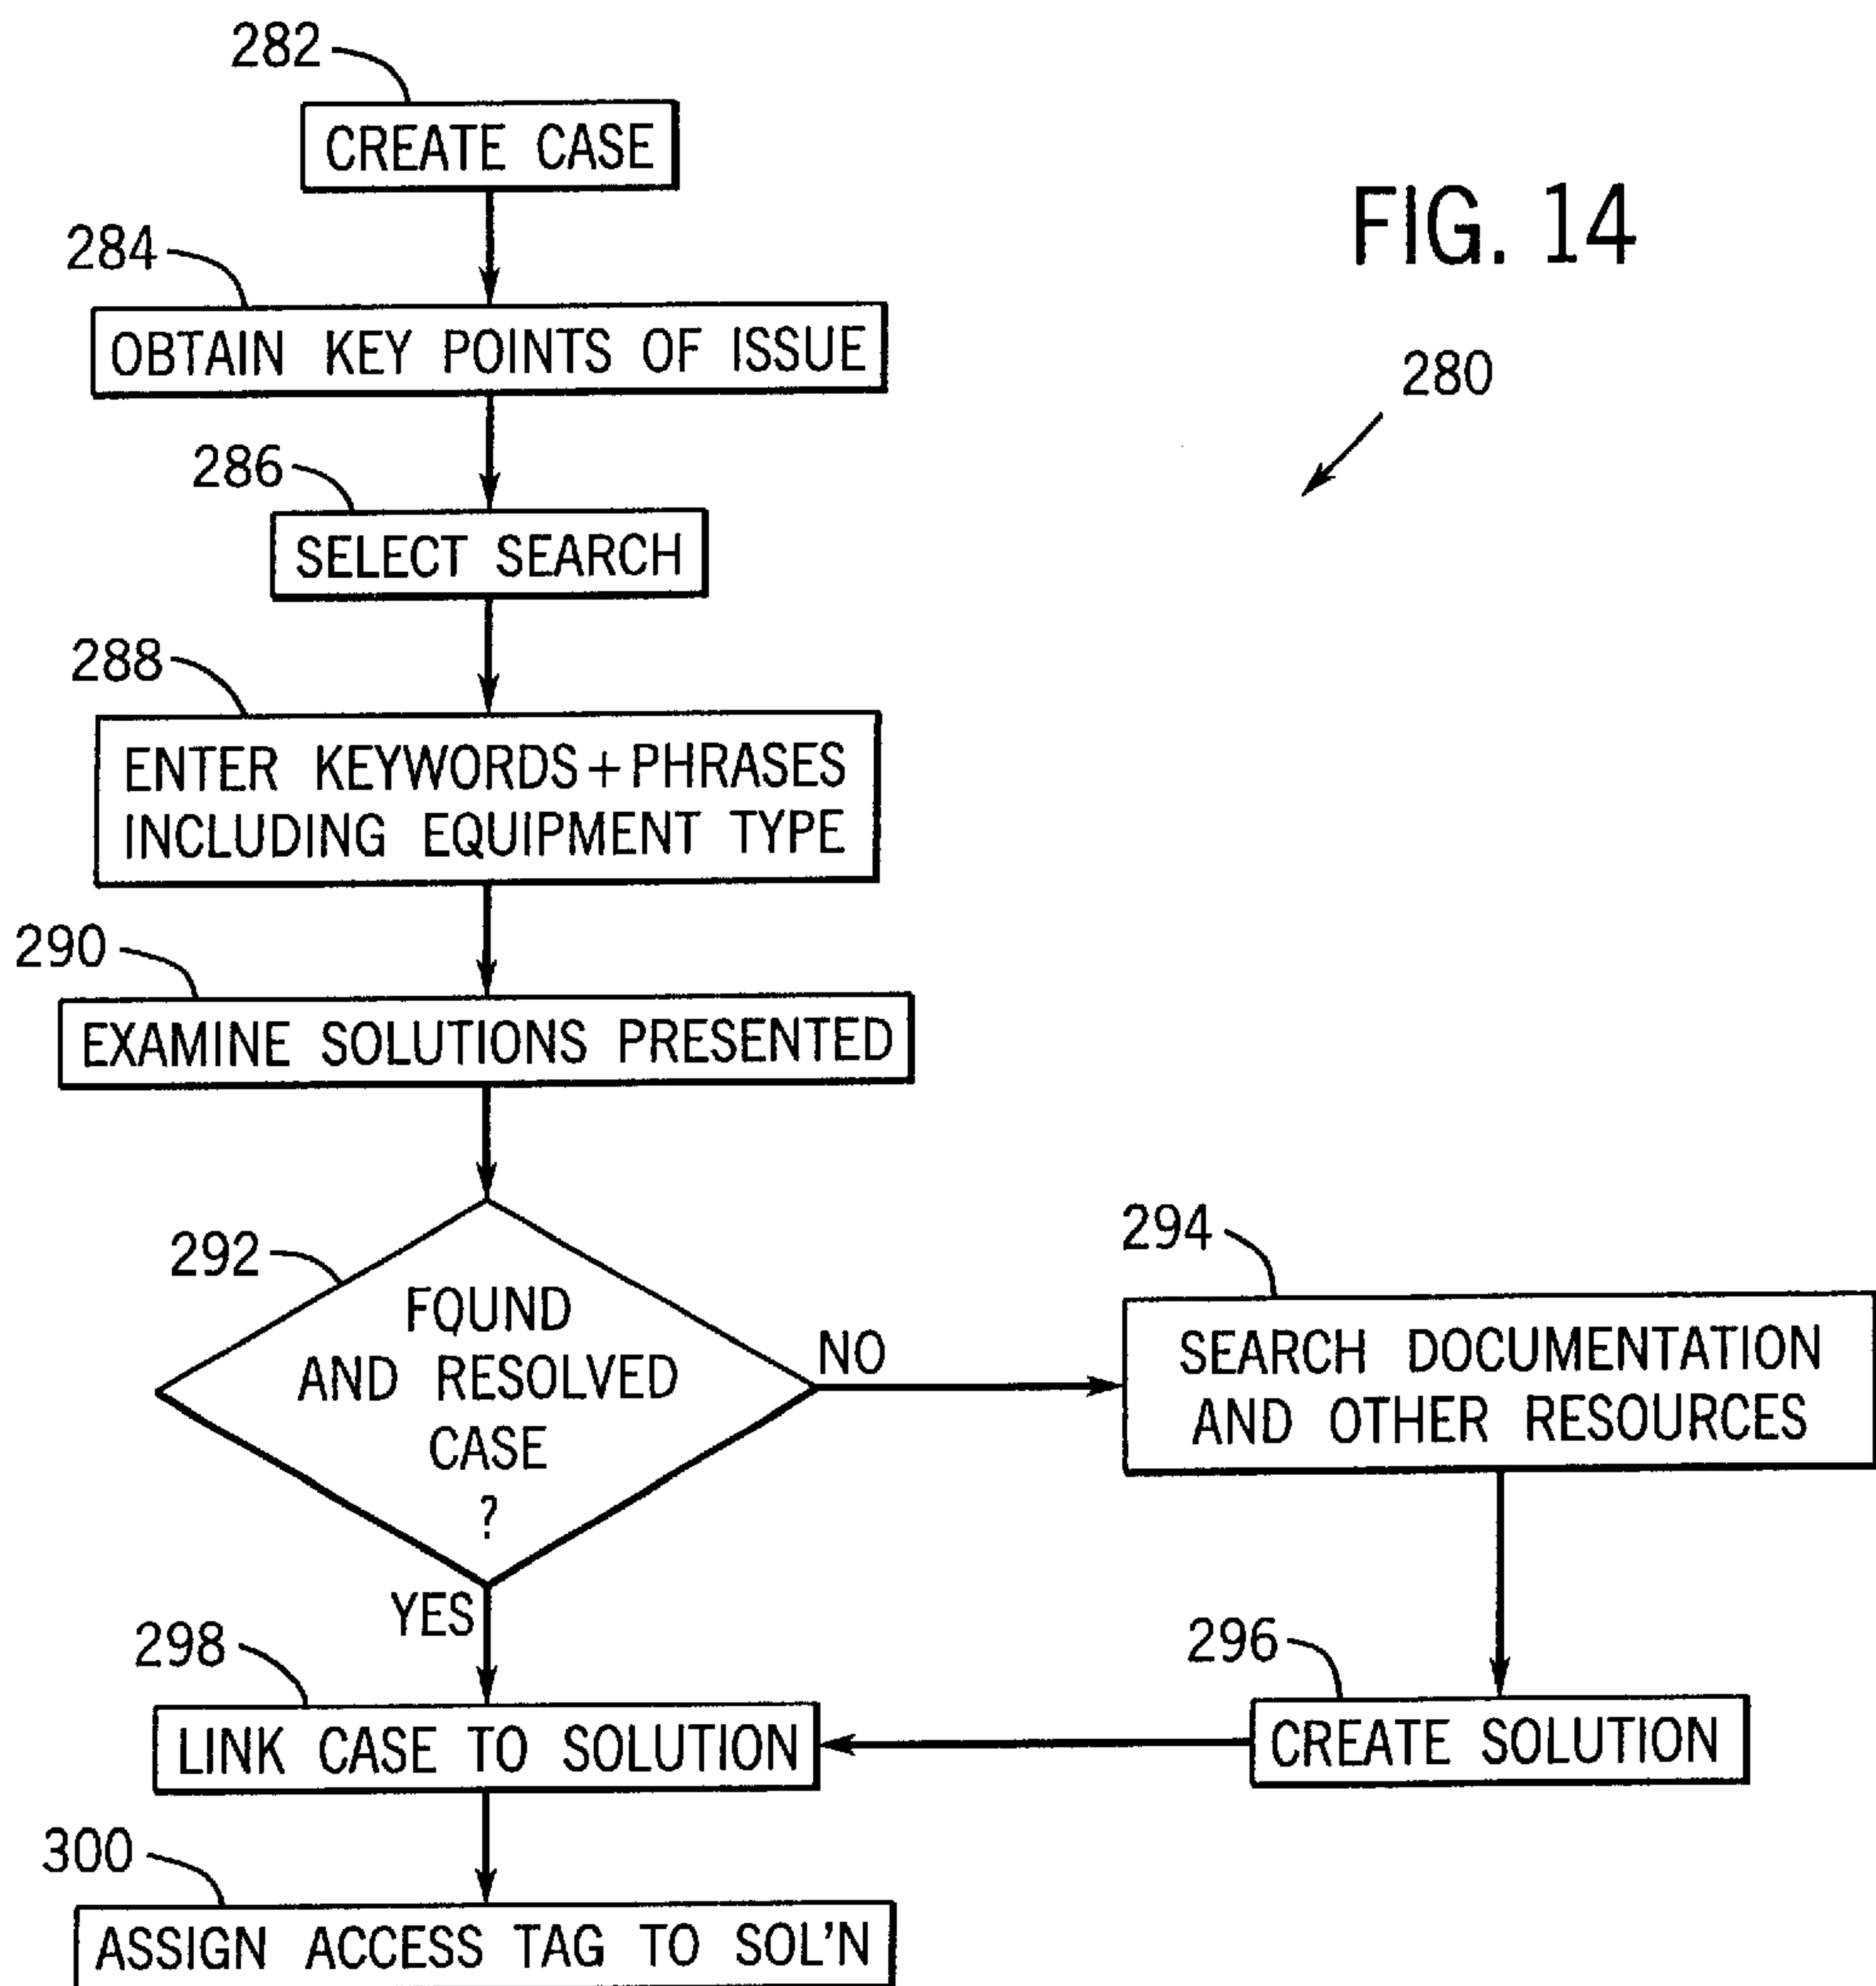 282
CREATE CASE
FIG. 14
284
OBTAIN KEY POINTS OF ISSUE
280
286
SELECT SEARCH
288
ENTER KEYWORDS + PHRASES
INCLUDING EQUIPMENT TYPE
290
EXAMINE SOLUTIONS PRESENTED
292
FOUND
AND RESOLVED
CASE
?
NO
294
SEARCH DOCUMENTATION
AND OTHER RESOURCES
YES
298
LINK CASE TO SOLUTION
296
CREATE SOLUTION
300
ASSIGN ACCESS TAG TO SOL'N